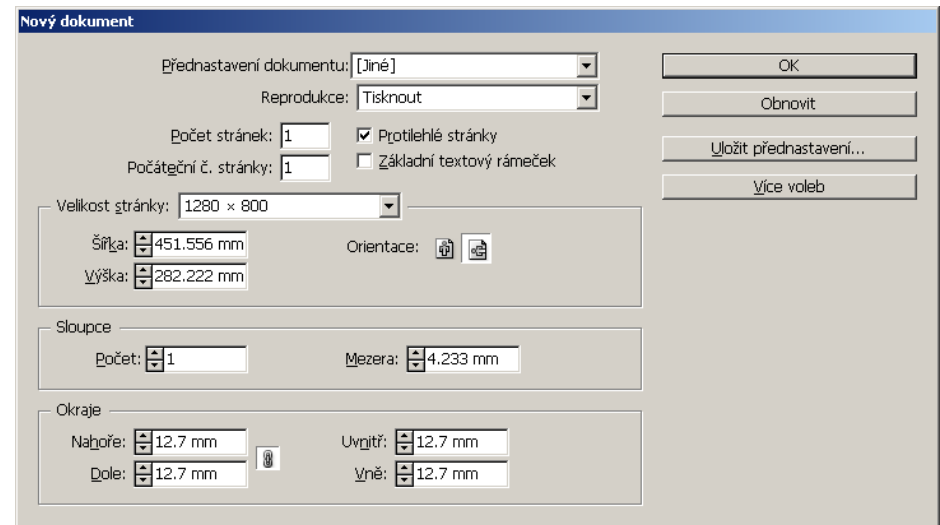 Nový dokument
Přednastavení dokumentu: [Jiné]
OK
Reprodukce: Tisknout
Obnovit
Počet stránek: 1
Protilehlé stránky
Počáteční č. stránky: 1
Základní textový rámeček
Uložit přednastavení...
Více voleb
Velikost stránky: 1280 × 800
Šířka: 451.556 mm
Orientace:
Výška: 282.222 mm
Sloupce
Počet: 1
Mezera: 4.233 mm
Okraje
Nahoře: 12.7 mm
Uvnitř: 12.7 mm
Dole: 12.7 mm
Vně: 12.7 mm